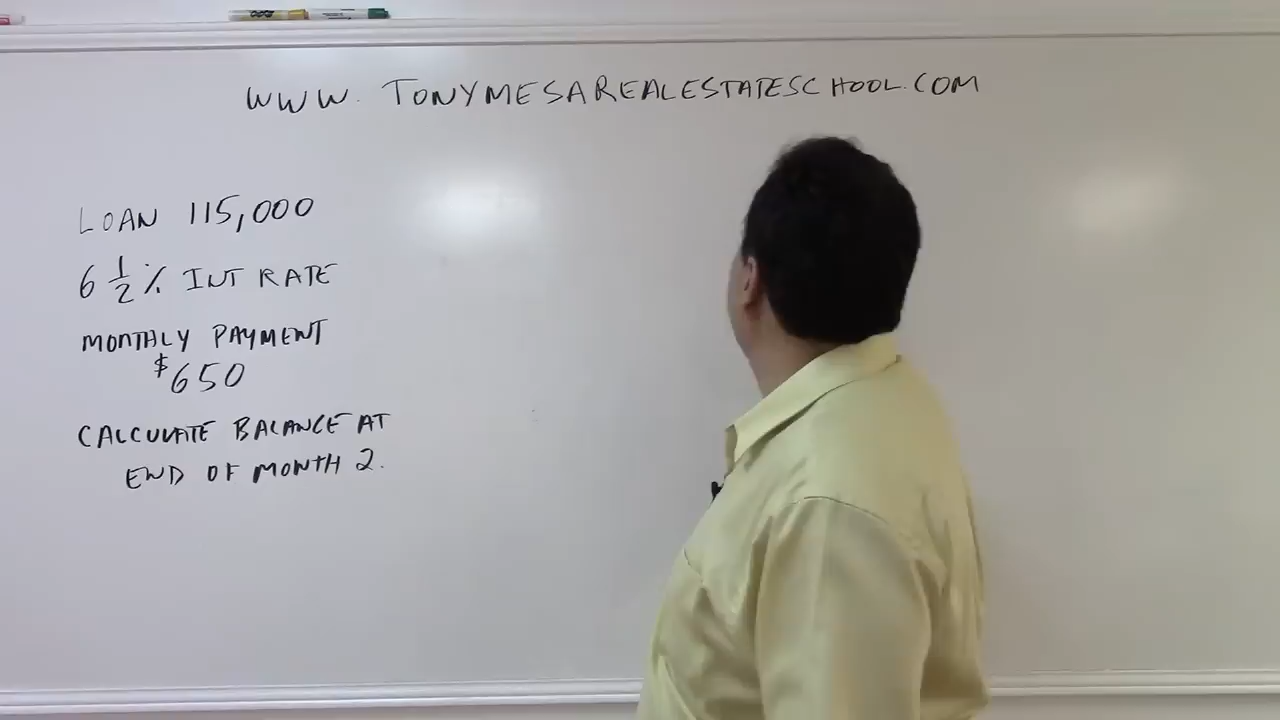 WWW. TONYMESAREALESTATESCHOOL.COM
LOAN 115,000
6 1/2 % INT RATE
MONTHLY PAYMENT
$650
CALCULATE BALANCE AT
END OF MONTH 2.